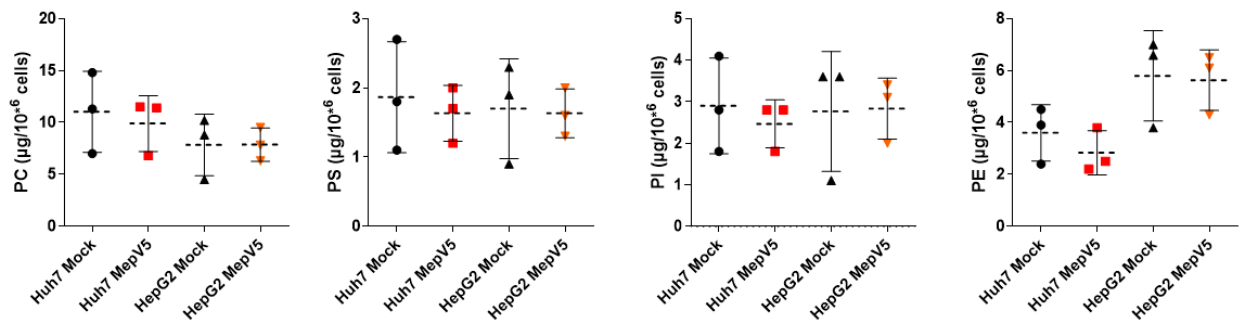 PC (µg/10*⁶ cells)
20
15
10
5
0
Huh7 Mock
Huh7 MepV5
HepG2 Mock
HepG2 MepV5
PS (µg/10*⁶ cells)
3
2
1
0
Huh7 Mock
Huh7 MepV5
HepG2 Mock
HepG2 MepV5
PI (µg/10*⁶ cells)
5
4
3
2
1
0
Huh7 Mock
Huh7 MepV5
HepG2 Mock
HepG2 MepV5
PE (µg/10*⁶ cells)
8
6
4
2
0
Huh7 Mock
Huh7 MepV5
HepG2 Mock
HepG2 MepV5